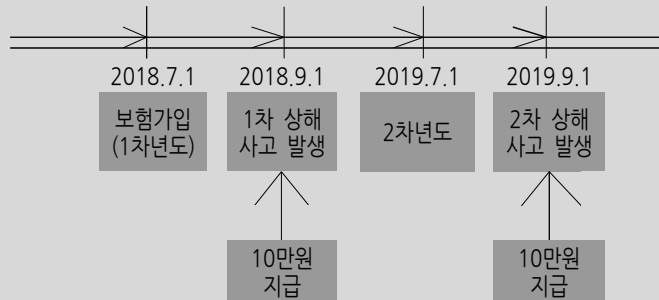 2018.7.1
2018.9.1
2019.7.1
2019.9.1
보험가입
(1차년도)
1차 상해
사고 발생
2차년도
2차 상해
사고 발생
10만원
지급
10만원
지급